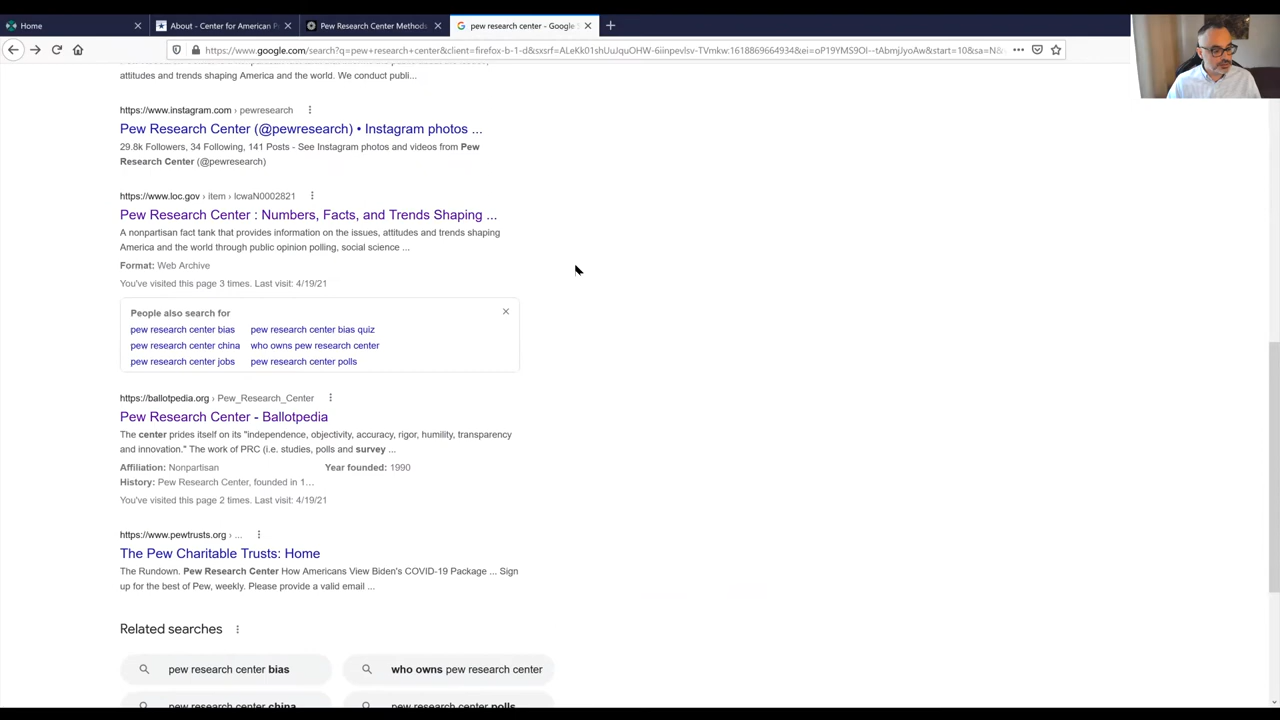 Home
About - Center for American P
Pew Research Center Methods
pew research center - Google
https://www.google.com/search?q=pew+research+center&client=firefox-b-1-d&sxsrf=ALeKk01shUuJquOHW-6iinpevlsv-TVmkw:1618869664934&ei=oP19YMS9OI--tAbmjJyoAw&start=10&sa=N&
attitudes and trends shaping America and the world. We conduct publi...
https://www.instagram.com › pewresearch
Pew Research Center (@pewresearch) • Instagram photos ...
29.8k Followers, 34 Following, 141 Posts - See Instagram photos and videos from Pew
Research Center (@pewresearch)
https://www.loc.gov › item › lcwaN0002821
Pew Research Center : Numbers, Facts, and Trends Shaping ...
A nonpartisan fact tank that provides information on the issues, attitudes and trends shaping
America and the world through public opinion polling, social science ...
Format: Web Archive
You've visited this page 3 times. Last visit: 4/19/21
People also search for
pew research center bias pew research center bias quiz
pew research center china who owns pew research center
pew research center jobs pew research center polls
https://ballotpedia.org › Pew_Research_Center
Pew Research Center - Ballotpedia
The center prides itself on its "independence, objectivity, accuracy, rigor, humility, transparency
and innovation." The work of PRC (i.e. studies, polls and survey ...
Affiliation: Nonpartisan Year founded: 1990
History: Pew Research Center, founded in 1...
You've visited this page 2 times. Last visit: 4/19/21
https://www.pewtrusts.org › ...
The Pew Charitable Trusts: Home
The Rundown. Pew Research Center How Americans View Biden's COVID-19 Package ... Sign
up for the best of Pew, weekly. Please provide a valid email ...
Related searches
pew research center bias who owns pew research center
pew research center china pew research center polls